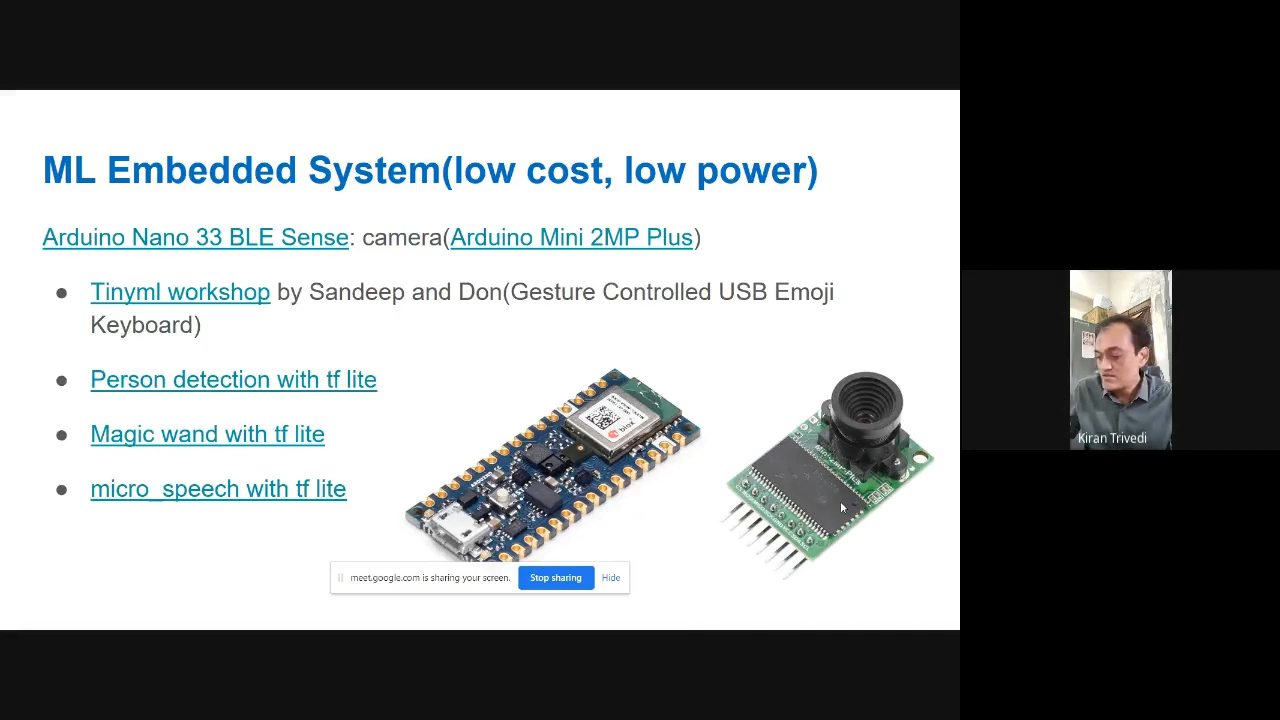 ML Embedded System(low cost, low power)
Arduino Nano 33 BLE Sense: camera(Arduino Mini 2MP Plus)
● Tinyml workshop by Sandeep and Don(Gesture Controlled USB Emoji
Keyboard)
● Person detection with tf lite
● Magic wand with tf lite
● micro_speech with tf lite
meet.google.com is sharing your screen. Stop sharing Hide
Kiran Trivedi